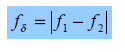 f_δ = |f_1 − f_2|